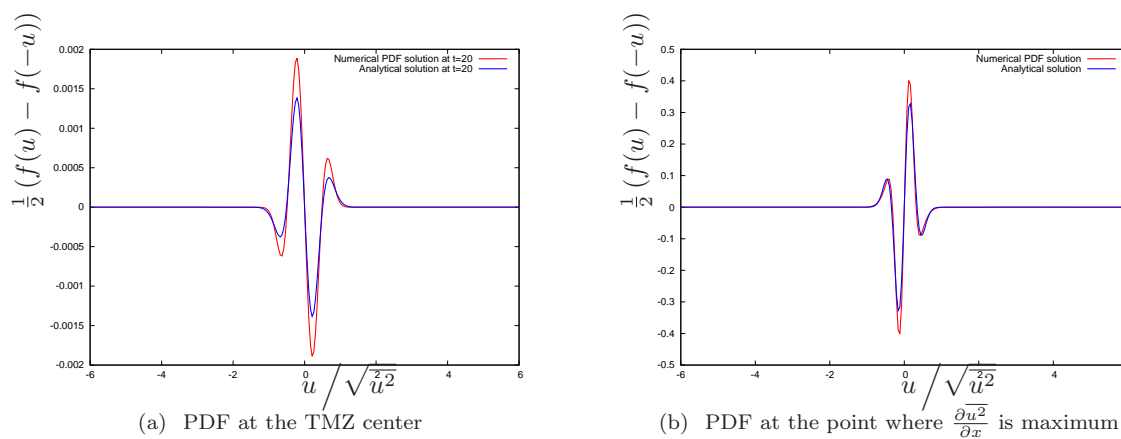 ½ (f(u) − f(−u))
0.002
0.0015
0.001
0.0005
0
-0.0005
-0.001
-0.0015
-0.002
Numerical PDF solution at t=20
Analytical solution at t=20
-6 -4 -2 0 2 4 6
u / √u̅²
(a) PDF at the TMZ center
½ (f(u) − f(−u))
0.5
0.4
0.3
0.2
0.1
0
-0.1
-0.2
-0.3
-0.4
-0.5
Numerical PDF solution
Analytical solution
-6 -4 -2 0 2 4
u / √u̅²
(b) PDF at the point where ∂u̅²/∂x is maximum